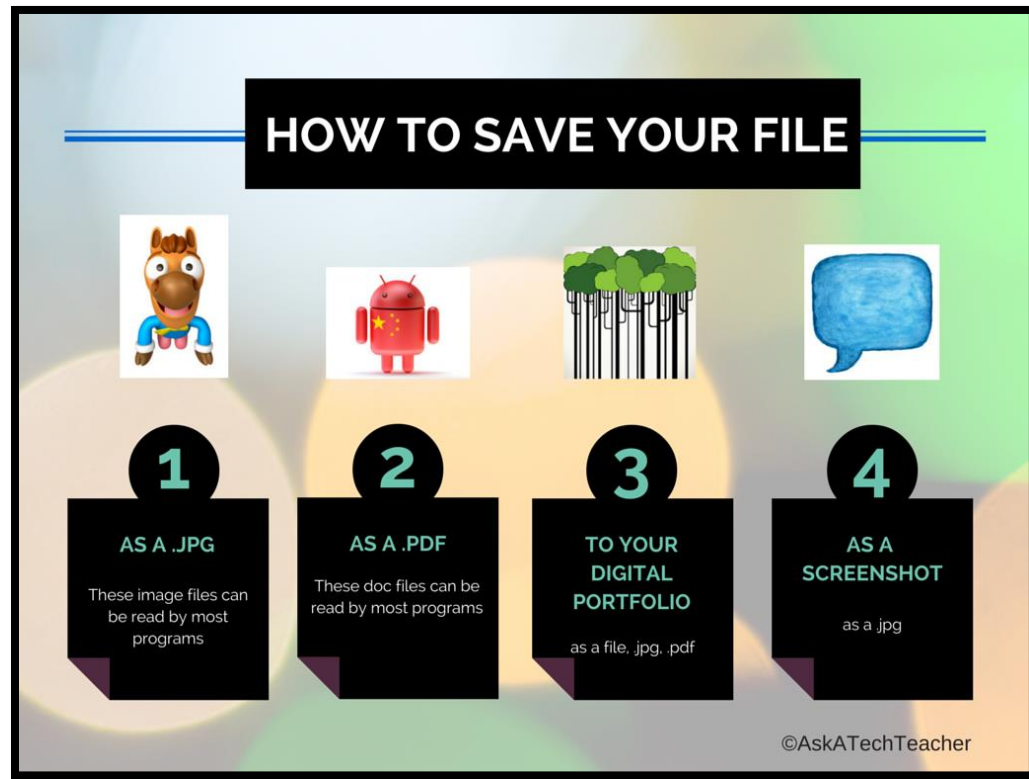 HOW TO SAVE YOUR FILE
1
AS A .JPG
These image files can
be read by most
programs
2
AS A .PDF
These doc files can be
read by most programs
3
TO YOUR
DIGITAL
PORTFOLIO
as a file, .jpg, .pdf
4
AS A
SCREENSHOT
as a .jpg
©AskATechTeacher